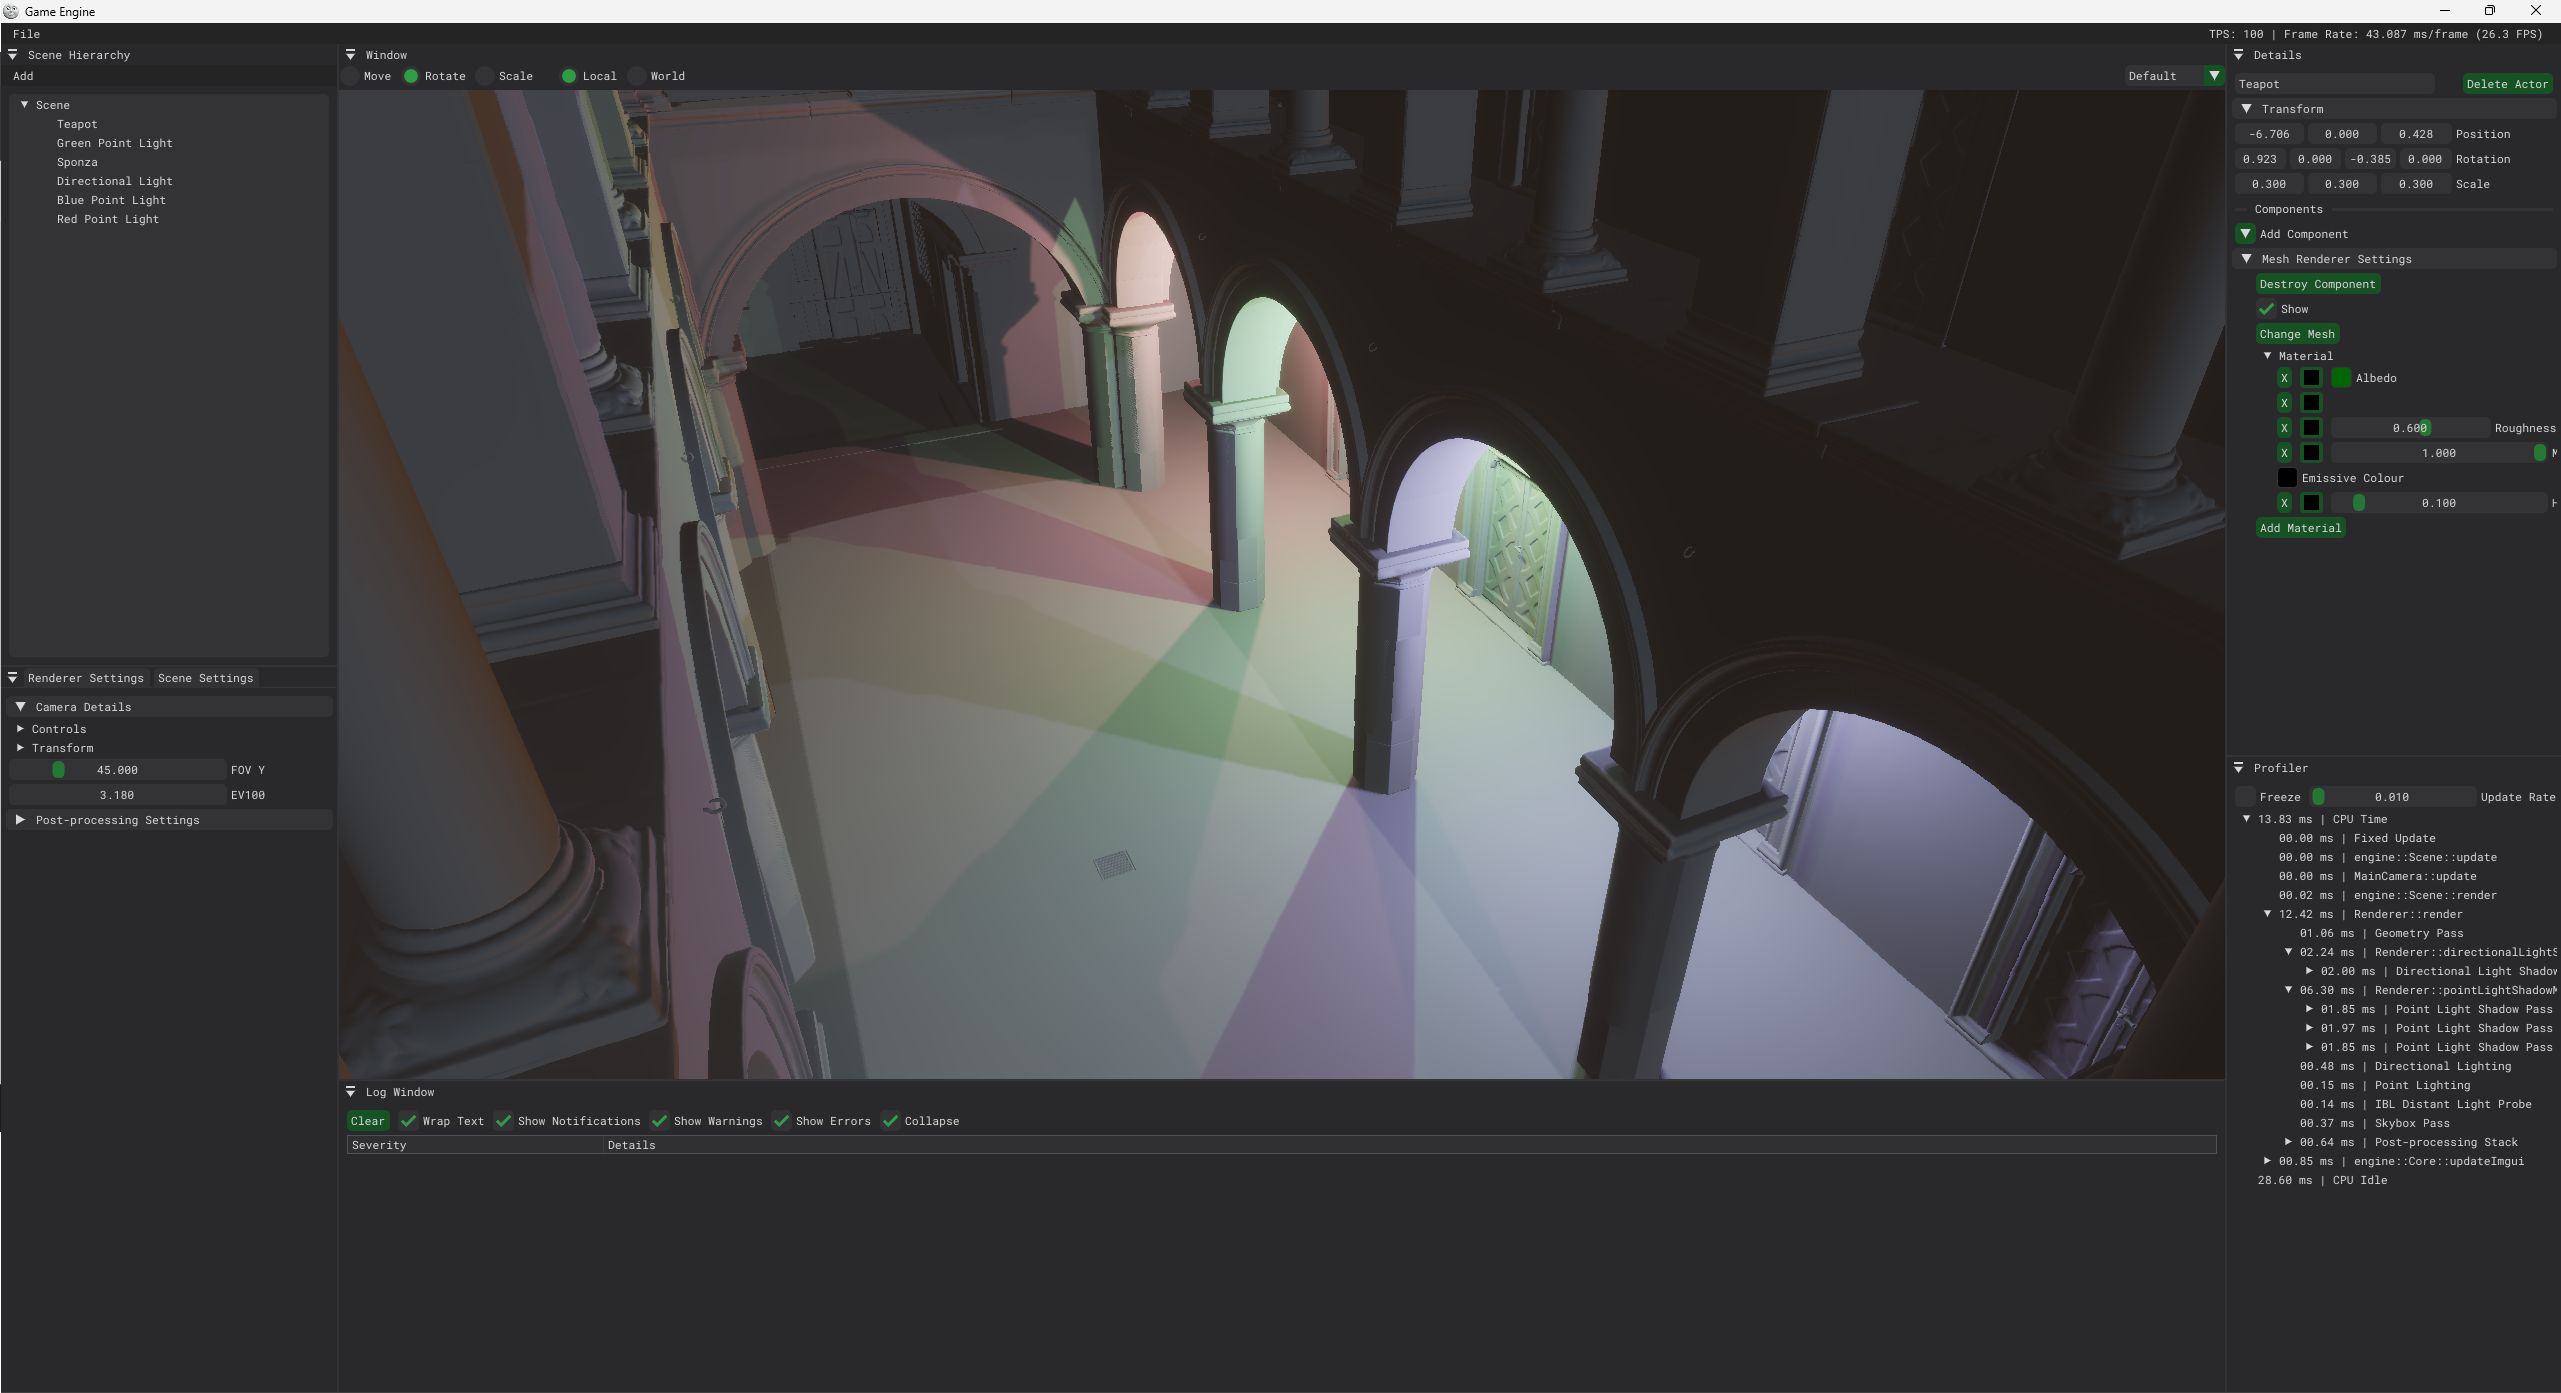 Game Engine
File
TPS: 100 | Frame Rate: 43.087 ms/frame (26.3 FPS)
Scene Hierarchy
Add
Scene
Teapot
Green Point Light
Sponza
Directional Light
Blue Point Light
Red Point Light
Renderer Settings Scene Settings
Camera Details
Controls
Transform
45.000 FOV Y
3.180 EV100
Post-processing Settings
Window
Move Rotate Scale Local World Default
Log Window
Clear Wrap Text Show Notifications Show Warnings Show Errors Collapse
Severity Details
Details
Teapot Delete Actor
Transform
-6.706 0.000 0.428 Position
0.923 0.000 -0.385 0.000 Rotation
0.300 0.300 0.300 Scale
Components
Add Component
Mesh Renderer Settings
Destroy Component
Show
Change Mesh
Material
X Albedo
X
X 0.600 Roughness
X 1.000 M
Emissive Colour
X 0.100 H
Add Material
Profiler
Freeze 0.010 Update Rate
13.83 ms | CPU Time
00.00 ms | Fixed Update
00.00 ms | engine::Scene::update
00.00 ms | MainCamera::update
00.02 ms | engine::Scene::render
12.42 ms | Renderer::render
01.06 ms | Geometry Pass
02.24 ms | Renderer::directionalLightS
02.00 ms | Directional Light Shadow
06.30 ms | Renderer::pointLightShadowM
01.85 ms | Point Light Shadow Pass
01.97 ms | Point Light Shadow Pass
01.85 ms | Point Light Shadow Pass
00.48 ms | Directional Lighting
00.15 ms | Point Lighting
00.14 ms | IBL Distant Light Probe
00.37 ms | Skybox Pass
00.64 ms | Post-processing Stack
00.85 ms | engine::Core::updateImgui
28.60 ms | CPU Idle